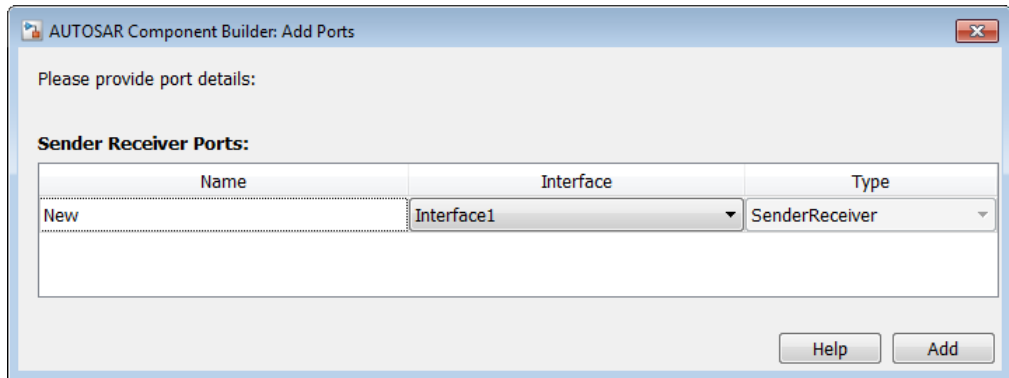 AUTOSAR Component Builder: Add Ports
Please provide port details:
Sender Receiver Ports:
Name Interface Type
New Interface1 SenderReceiver
Help Add